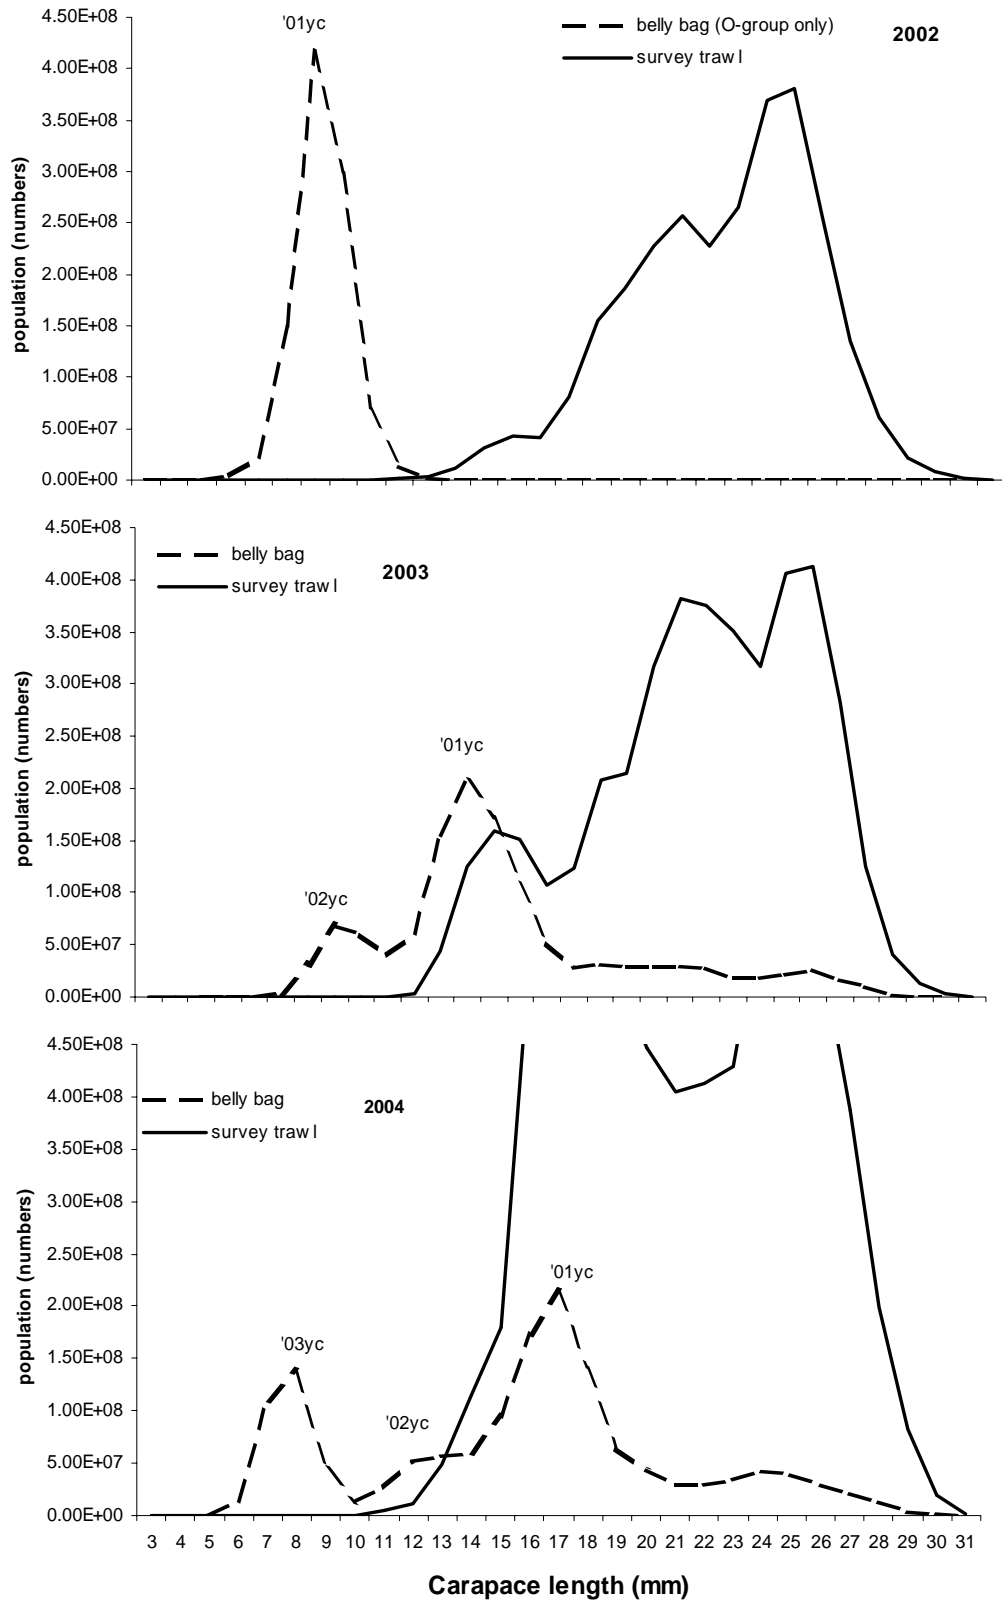 4.50E+08
4.00E+08
3.50E+08
3.00E+08
2.50E+08
2.00E+08
1.50E+08
1.00E+08
5.00E+07
0.00E+00
population (numbers)
'01yc
belly bag (O-group only)
survey trawl
2002
4.50E+08
4.00E+08
3.50E+08
3.00E+08
2.50E+08
2.00E+08
1.50E+08
1.00E+08
5.00E+07
0.00E+00
population (numbers)
belly bag
survey trawl
2003
'01yc
'02yc
4.50E+08
4.00E+08
3.50E+08
3.00E+08
2.50E+08
2.00E+08
1.50E+08
1.00E+08
5.00E+07
0.00E+00
population (numbers)
belly bag
survey trawl
2004
'01yc
'03yc
'02yc
3 4 5 6 7 8 9 10 11 12 13 14 15 16 17 18 19 20 21 22 23 24 25 26 27 28 29 30 31
Carapace length (mm)